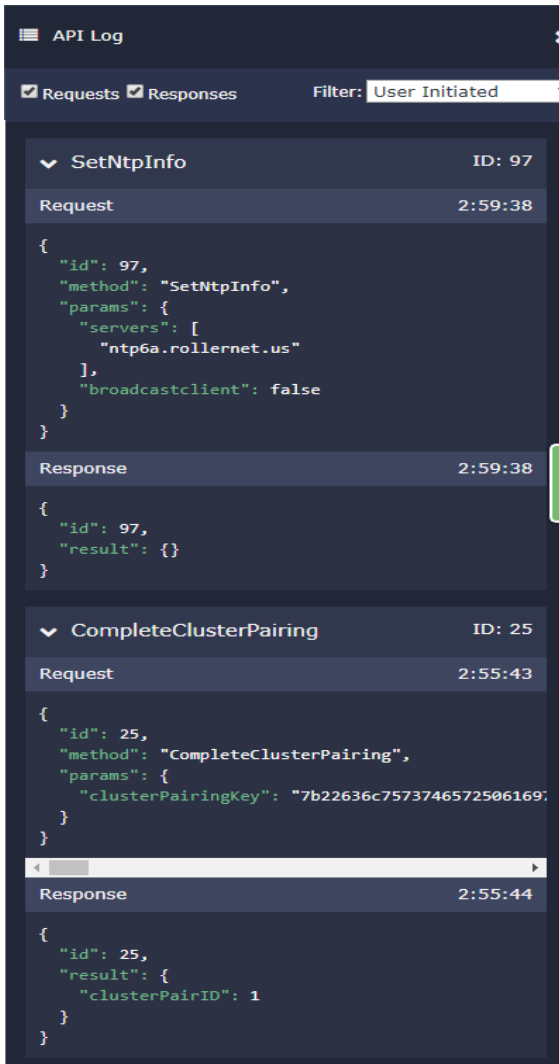 API Log
Requests Responses Filter: User Initiated
SetNtpInfo ID: 97
Request 2:59:38
{
"id": 97,
"method": "SetNtpInfo",
"params": {
"servers": [
"ntp6a.rollernet.us"
],
"broadcastclient": false
}
}
Response 2:59:38
{
"id": 97,
"result": {}
}
CompleteClusterPairing ID: 25
Request 2:55:43
{
"id": 25,
"method": "CompleteClusterPairing",
"params": {
"clusterPairingKey": "7b22636c75737465725061697
}
}
Response 2:55:44
{
"id": 25,
"result": {
"clusterPairID": 1
}
}